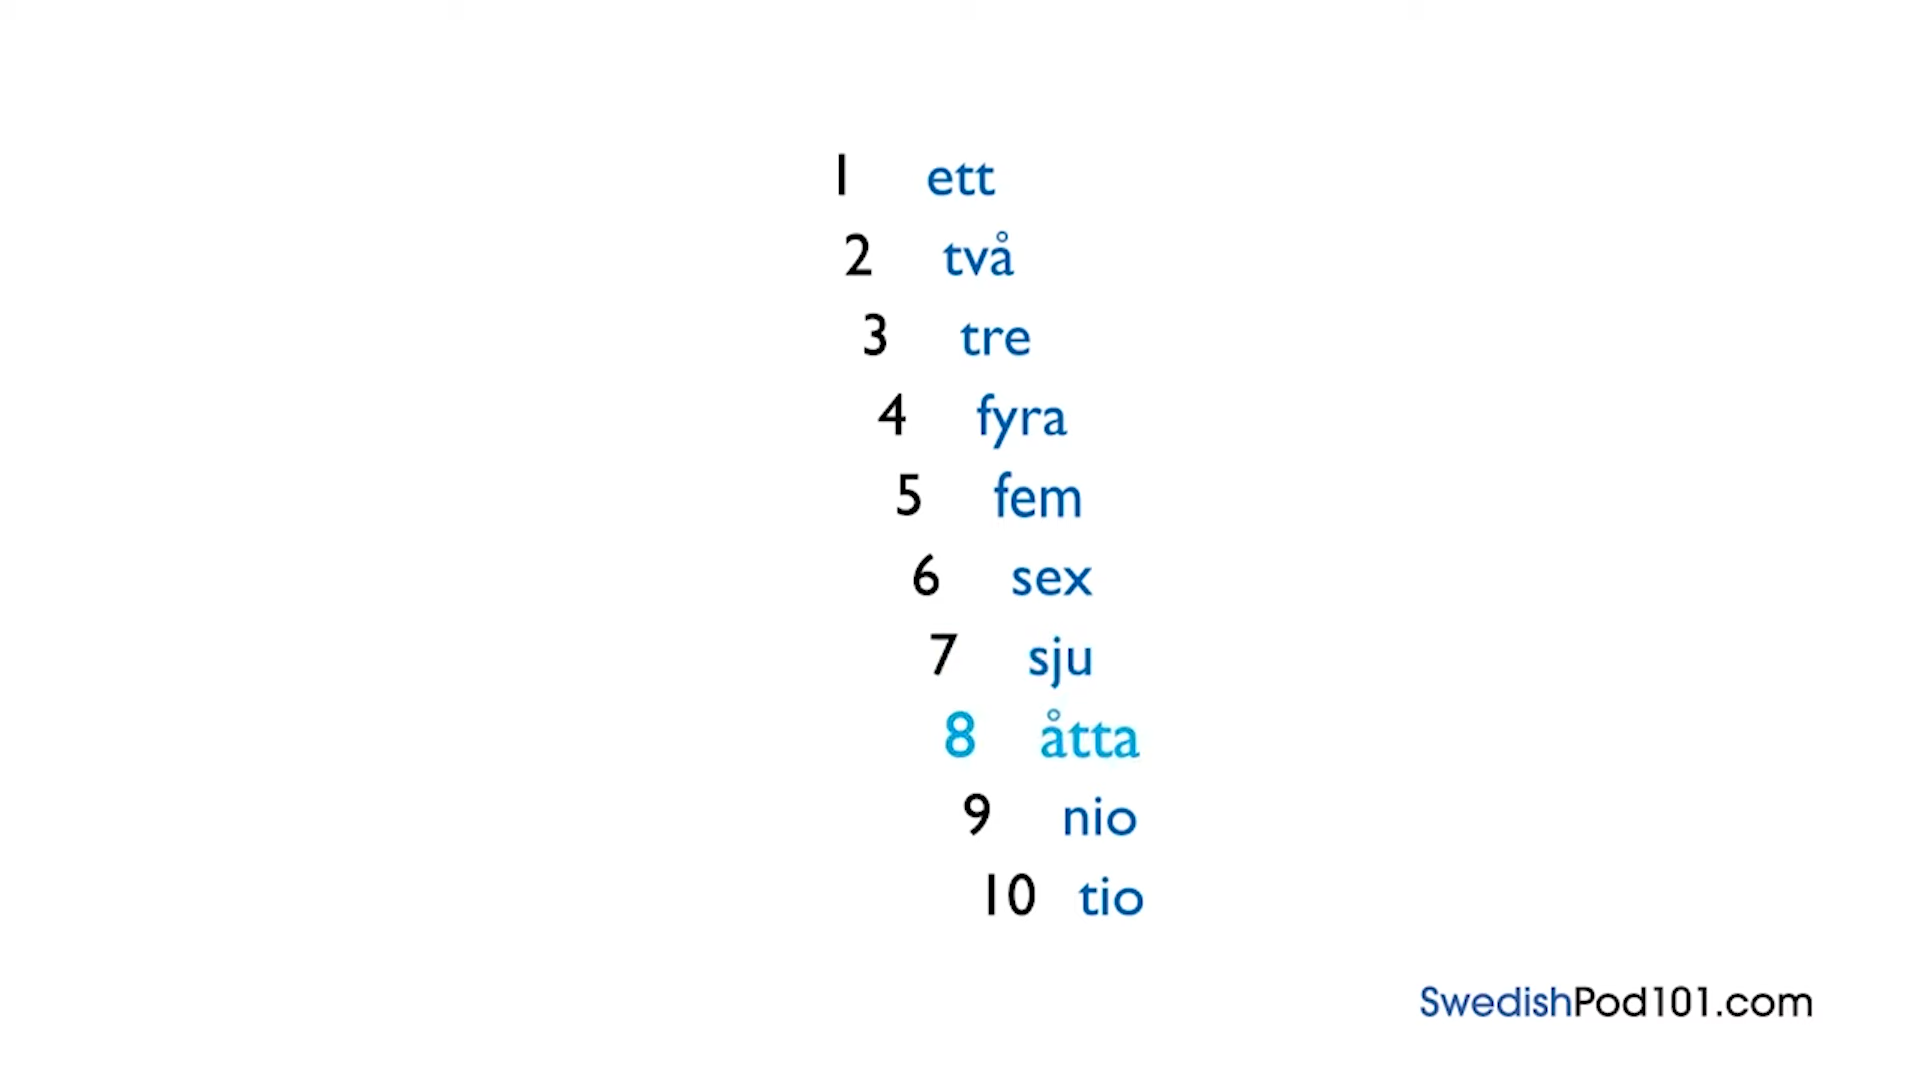 1 ett
2 två
3 tre
4 fyra
5 fem
6 sex
7 sju
8 åtta
9 nio
10 tio
SwedishPod101.com